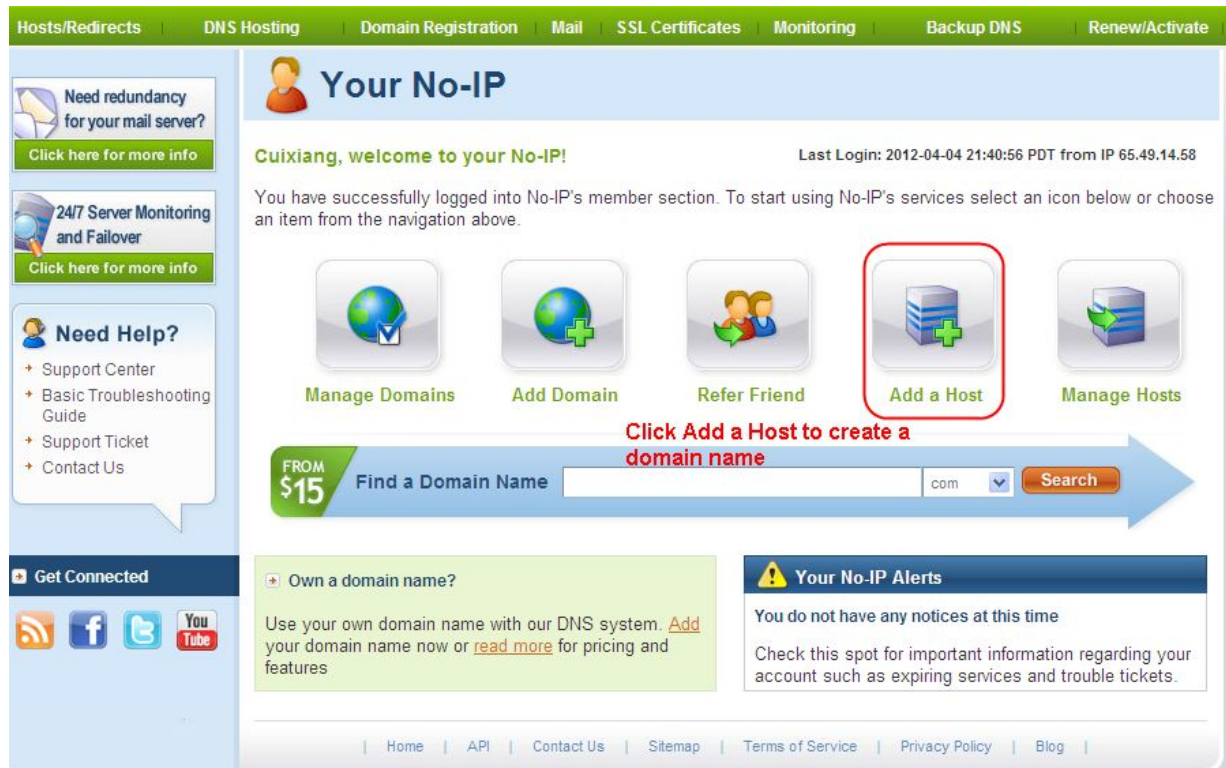 Hosts/Redirects DNS Hosting Domain Registration Mail SSL Certificates Monitoring Backup DNS Renew/Activate
Need redundancy
for your mail server?
Click here for more info
24/7 Server Monitoring
and Failover
Click here for more info
Need Help?
Support Center
Basic Troubleshooting
Guide
Support Ticket
Contact Us
Get Connected
You
Tube
Your No-IP
Cuixiang, welcome to your No-IP!
Last Login: 2012-04-04 21:40:56 PDT from IP 65.49.14.58
You have successfully logged into No-IP's member section. To start using No-IP's services select an icon below or choose
an item from the navigation above.
Manage Domains Add Domain Refer Friend Add a Host Manage Hosts
Click Add a Host to create a
domain name
FROM
$15
Find a Domain Name com Search
Own a domain name?
Use your own domain name with our DNS system. Add
your domain name now or read more for pricing and
features
Your No-IP Alerts
You do not have any notices at this time
Check this spot for important information regarding your
account such as expiring services and trouble tickets.
| Home | API | Contact Us | Sitemap | Terms of Service | Privacy Policy | Blog |